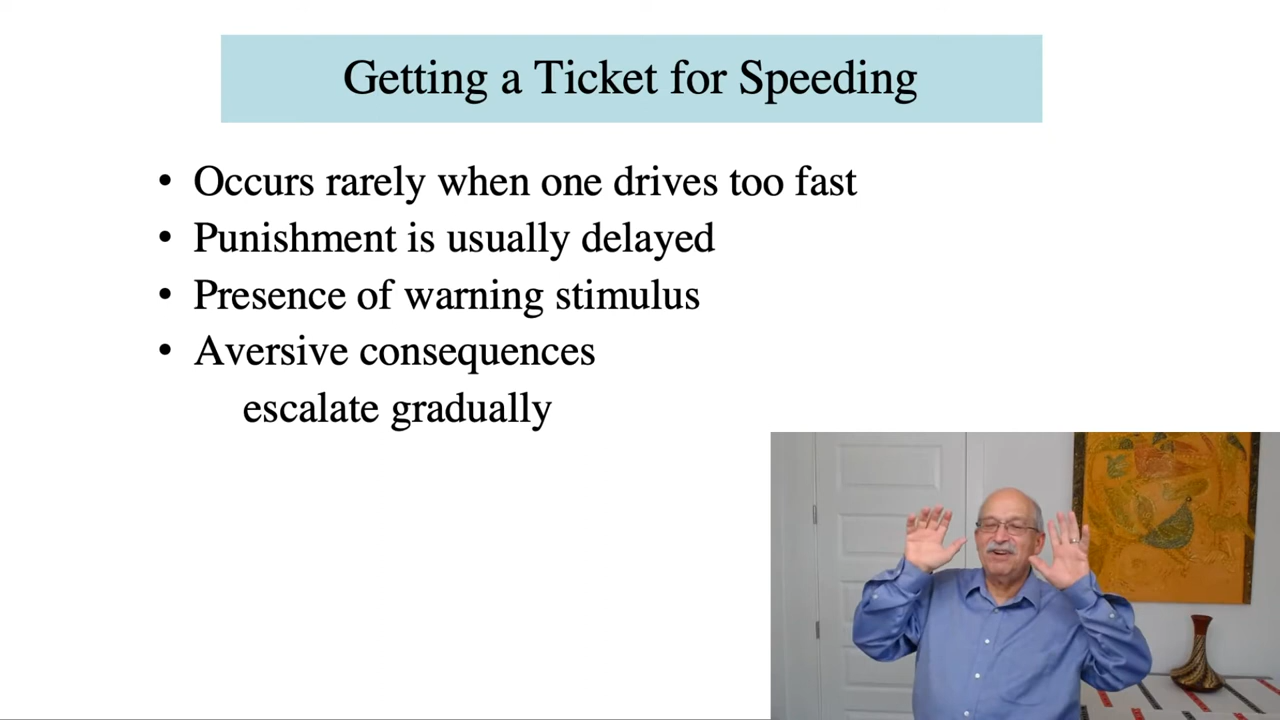 Getting a Ticket for Speeding
• Occurs rarely when one drives too fast
• Punishment is usually delayed
• Presence of warning stimulus
• Aversive consequences
escalate gradually